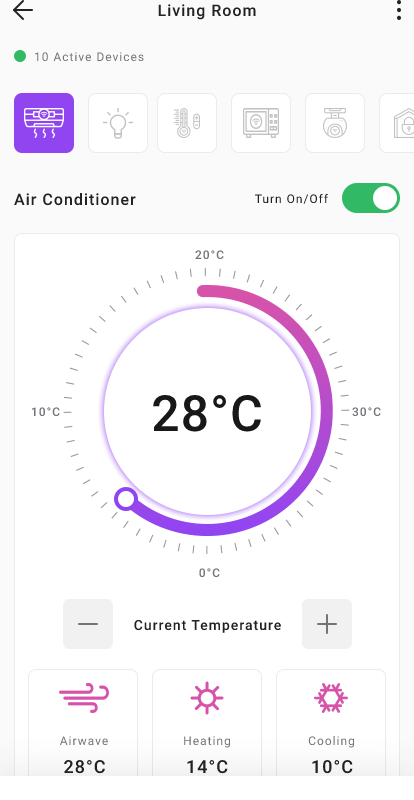 Living Room
10 Active Devices
Air Conditioner
Turn On/Off
20°C
10°C
28°C
30°C
0°C
Current Temperature
Airwave
Heating
Cooling
28°C
14°C
10°C